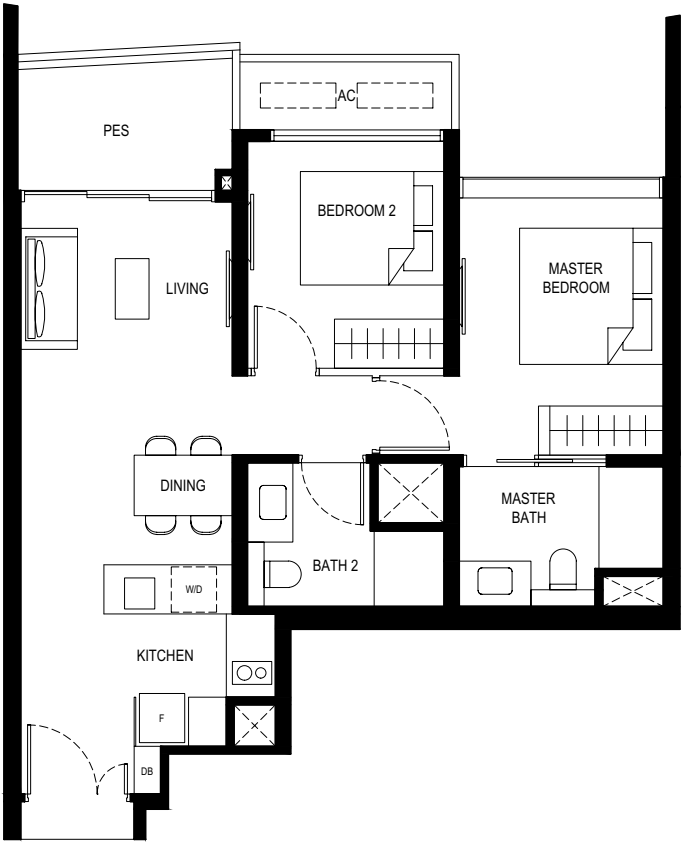 AC
PES
BEDROOM 2
LIVING
MASTER
BEDROOM
DINING
MASTER
BATH
BATH 2
W/D
KITCHEN
F
DB